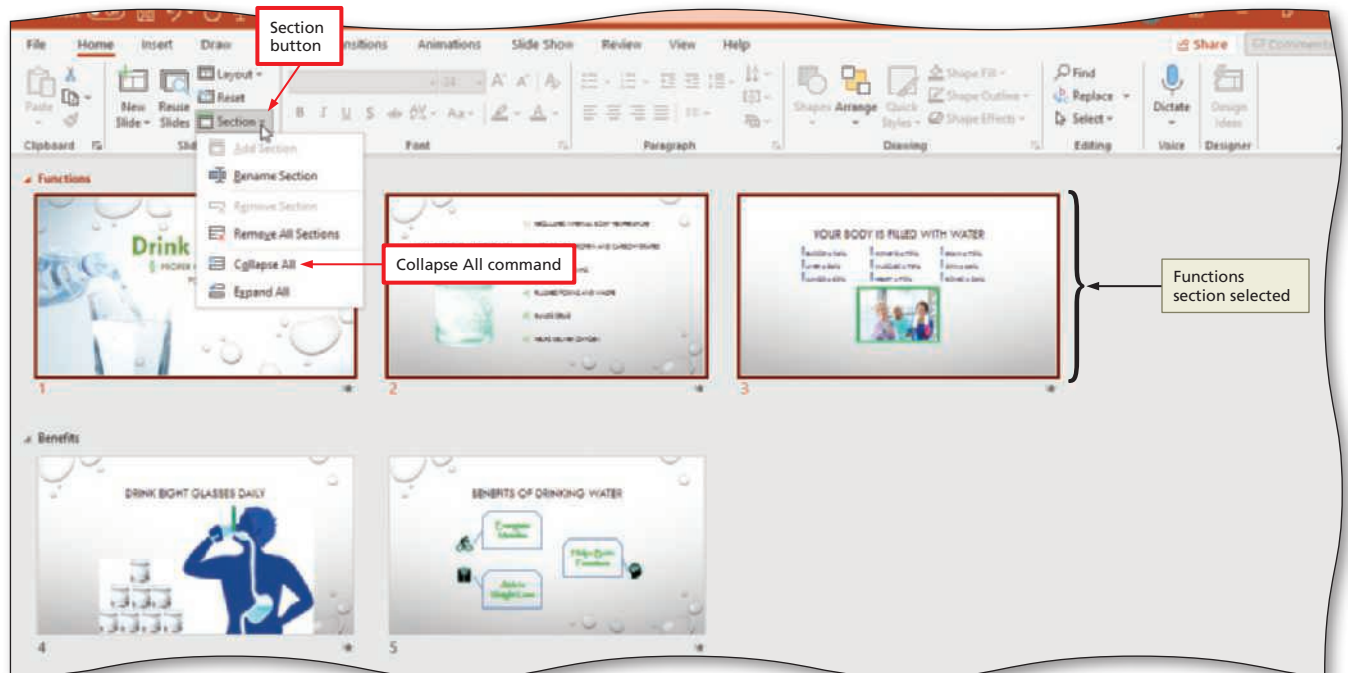 Section
button
File Home Insert Draw Animations Slide Show Review View Help Share Comments
Paste New Slide Reuse Slides Layout Reset Section
Shapes Arrange Quick Styles Shape Fill Shape Outline Shape Effects
Find Replace Select Dictate Design Ideas
Clipboard Font Paragraph Drawing Editing Voice Designer
Add Section
Rename Section
Remove Section
Remove All Sections
Collapse All
Expand All
Collapse All command
Functions
section selected
Functions
Drink
YOUR BODY IS FILLED WITH WATER
1 2 3
Benefits
DRINK EIGHT GLASSES DAILY
BENEFITS OF DRINKING WATER
4 5